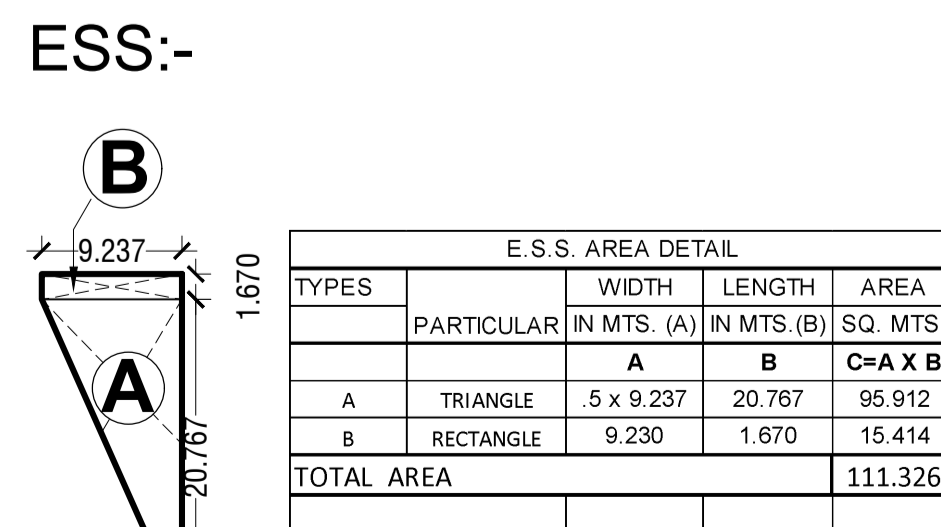 ESS:-
B
9.237
1.670
A
20.767
E.S.S. AREA DETAIL
TYPES PARTICULAR WIDTH LENGTH AREA
IN MTS. (A) IN MTS.(B) SQ. MTS
A B C=A X B
A TRIANGLE .5 x 9.237 20.767 95.912
B RECTANGLE 9.230 1.670 15.414
TOTAL AREA 111.326